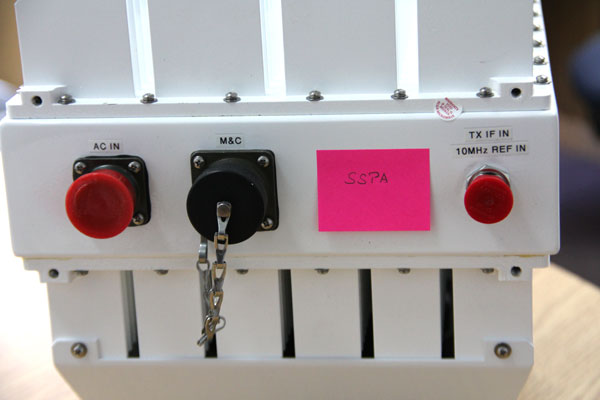 AC IN
M&C
SSPA
TX IF IN
10MHz REF IN